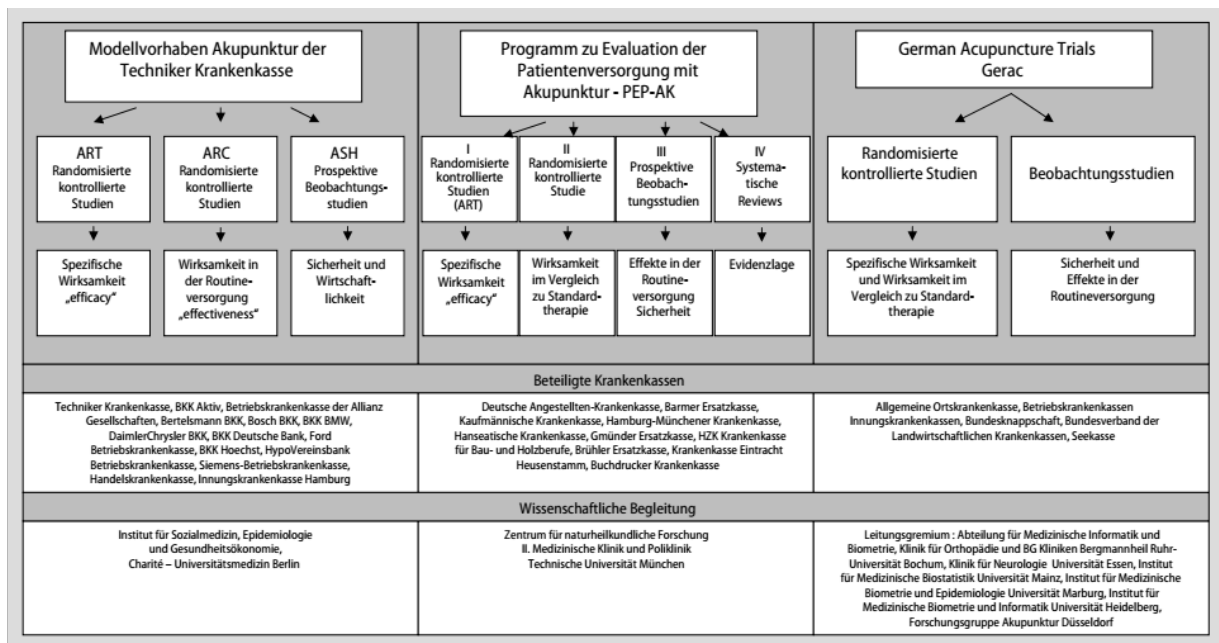 Modellvorhaben Akupunktur der
Techniker Krankenkasse
ART
Randomisierte
kontrollierte
Studien
ARC
Randomisierte
kontrollierte
Studien
ASH
Prospektive
Beobachtungs-
studien
Spezifische
Wirksamkeit
„efficacy“
Wirksamkeit in
der Routine-
versorgung
„effectiveness“
Sicherheit und
Wirtschaft-
lichkeit
Programm zu Evaluation der
Patientenversorgung mit
Akupunktur - PEP-AK
I
Randomisierte
kontrollierte
Studien
(ART)
II
Randomisierte
kontrollierte
Studie
III
Prospektive
Beobach-
tungsstudien
IV
Systema-
tische
Reviews
Spezifische
Wirksamkeit
„efficacy“
Wirksamkeit
im Vergleich
zu Standard-
therapie
Effekte in der
Routine-
versorgung
Sicherheit
Evidenzlage
German Acupuncture Trials
Gerac
Randomisierte
kontrollierte Studien
Beobachtungsstudien
Spezifische Wirksamkeit
und Wirksamkeit im
Vergleich zu Standard-
therapie
Sicherheit und
Effekte in der
Routineversorgung
Beteiligte Krankenkassen
Techniker Krankenkasse, BKK Aktiv, Betriebskrankenkasse der Allianz
Gesellschaften, Bertelsmann BKK, Bosch BKK, BKK BMW,
DaimlerChrysler BKK, BKK Deutsche Bank, Ford
Betriebskrankenkasse, BKK Hoechst, HypoVereinsbank
Betriebskrankenkasse, Siemens-Betriebskrankenkasse,
Handelskrankenkasse, Innungskrankenkasse Hamburg
Deutsche Angestellten-Krankenkasse, Barmer Ersatzkasse,
Kaufmännische Krankenkasse, Hamburg-Münchener Krankenkasse,
Hanseatische Krankenkasse, Gmünder Ersatzkasse, HZK Krankenkasse
für Bau- und Holzberufe, Brühler Ersatzkasse, Krankenkasse Eintracht
Heusenstamm, Buchdrucker Krankenkasse
Allgemeine Ortskrankenkasse, Betriebskrankenkassen
Innungskrankenkassen, Bundesknappschaft, Bundesverband der
Landwirtschaftlichen Krankenkassen, Seekasse
Wissenschaftliche Begleitung
Institut für Sozialmedizin, Epidemiologie
und Gesundheitsökonomie,
Charité – Universitätsmedizin Berlin
Zentrum für naturheilkundliche Forschung
II. Medizinische Klinik und Poliklinik
Technische Universität München
Leitungsgremium : Abteilung für Medizinische Informatik und
Biometrie, Klinik für Orthopädie und BG Kliniken Bergmannheil Ruhr-
Universität Bochum, Klinik für Neurologie Universität Essen, Institut
für Medizinische Biostatistik Universität Mainz, Institut für Medizinische
Biometrie und Epidemiologie Universität Marburg, Institut für
Medizinische Biometrie und Informatik Universität Heidelberg,
Forschungsgruppe Akupunktur Düsseldorf